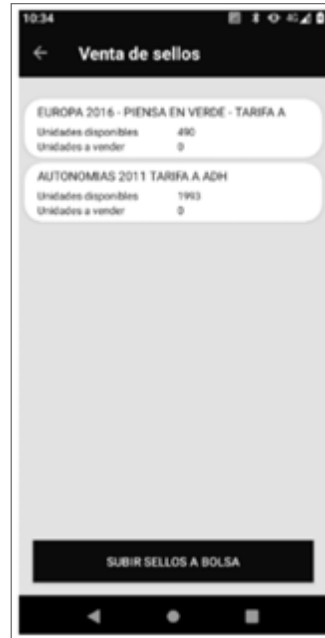 10:34
4G
Venta de sellos
EUROPA 2016 - PIENSA EN VERDE - TARIFA A
Unidades disponibles 490
Unidades a vender 0
AUTONOMIAS 2011 TARIFA A ADH
Unidades disponibles 1993
Unidades a vender 0
SUBIR SELLOS A BOLSA